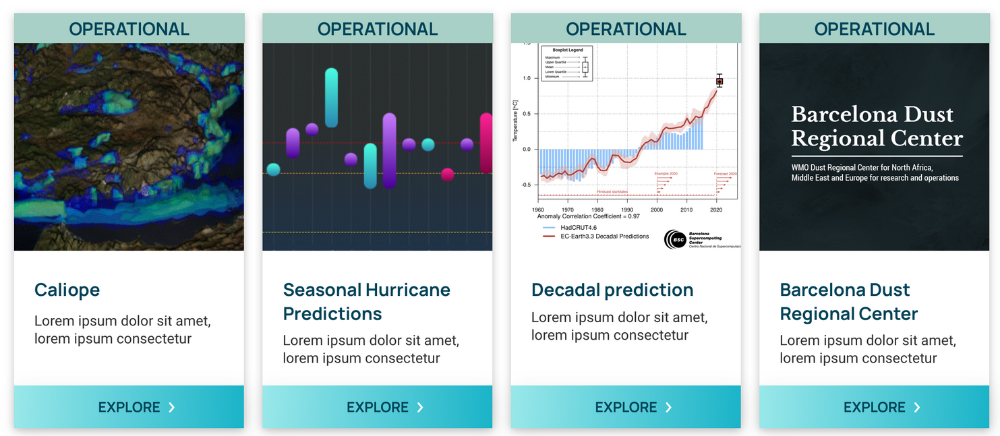 OPERATIONAL
Caliope
Lorem ipsum dolor sit amet,
lorem ipsum consectetur
EXPLORE
OPERATIONAL
Seasonal Hurricane
Predictions
Lorem ipsum dolor sit amet,
lorem ipsum consectetur
EXPLORE
OPERATIONAL
Boxplot Legend
Maximum
Upper Quartile
Mean
Lower Quartile
Minimum
Temperature [°C]
1.0
0.5
0.0
-0.5
Example 2000
Forecast 2020
Hindcast startdates
1960 1970 1980 1990 2000 2010 2020
Anomaly Correlation Coefficient = 0.97
HadCRUT4.6
EC-Earth3.3 Decadal Predictions
BSC
Barcelona
Supercomputing
Center
Centro Nacional de
Decadal prediction
Lorem ipsum dolor sit amet,
lorem ipsum consectetur
EXPLORE
OPERATIONAL
Barcelona Dust
Regional Center
WMO Dust Regional Center for North Africa,
Middle East and Europe for research and operations
Barcelona Dust
Regional Center
Lorem ipsum dolor sit amet,
lorem ipsum consectetur
EXPLORE